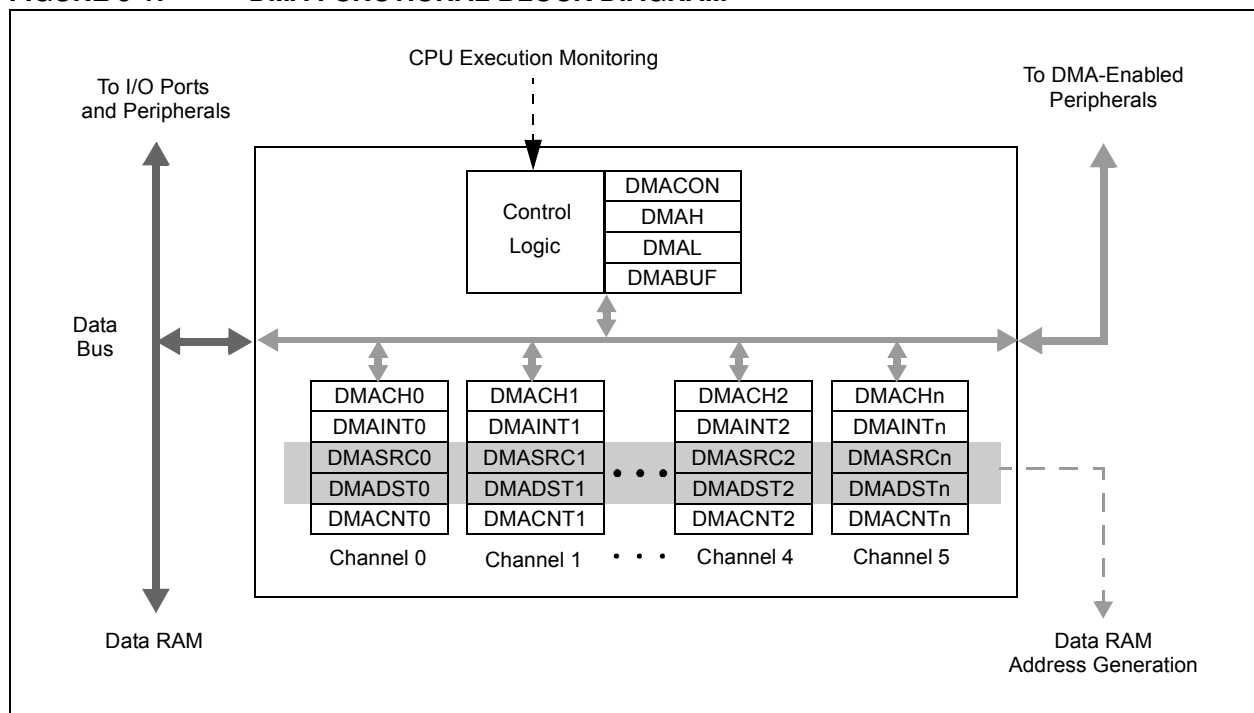 CPU Execution Monitoring
To I/O Ports
and Peripherals
To DMA-Enabled
Peripherals
Control
Logic
DMACON
DMAH
DMAL
DMABUF
Data
Bus
DMACH0
DMAINT0
DMASRC0
DMADST0
DMACNT0
Channel 0
DMACH1
DMAINT1
DMASRC1
DMADST1
DMACNT1
Channel 1
• • •
• • •
DMACH2
DMAINT2
DMASRC2
DMADST2
DMACNT2
Channel 4
DMACHn
DMAINTn
DMASRCn
DMADSTn
DMACNTn
Channel 5
Data RAM
Data RAM
Address Generation